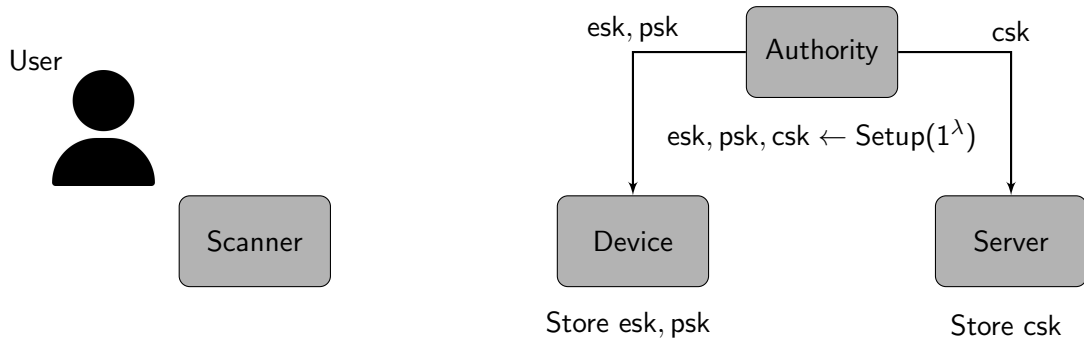 esk, psk
csk
User
Authority
esk, psk, csk ← Setup(1^λ)
Scanner
Device
Server
Store esk, psk
Store csk